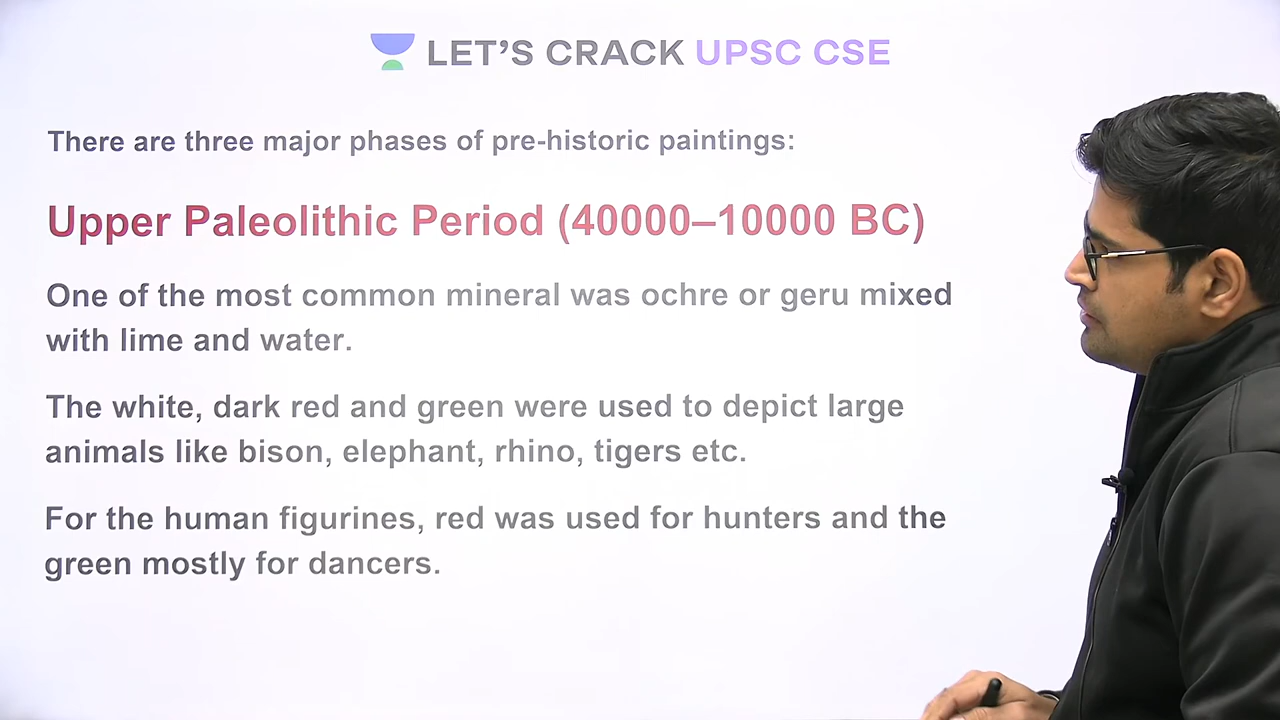 LET'S CRACK UPSC CSE
There are three major phases of pre-historic paintings:
Upper Paleolithic Period (40000–10000 BC)
One of the most common mineral was ochre or geru mixed
with lime and water.
The white, dark red and green were used to depict large
animals like bison, elephant, rhino, tigers etc.
For the human figurines, red was used for hunters and the
green mostly for dancers.